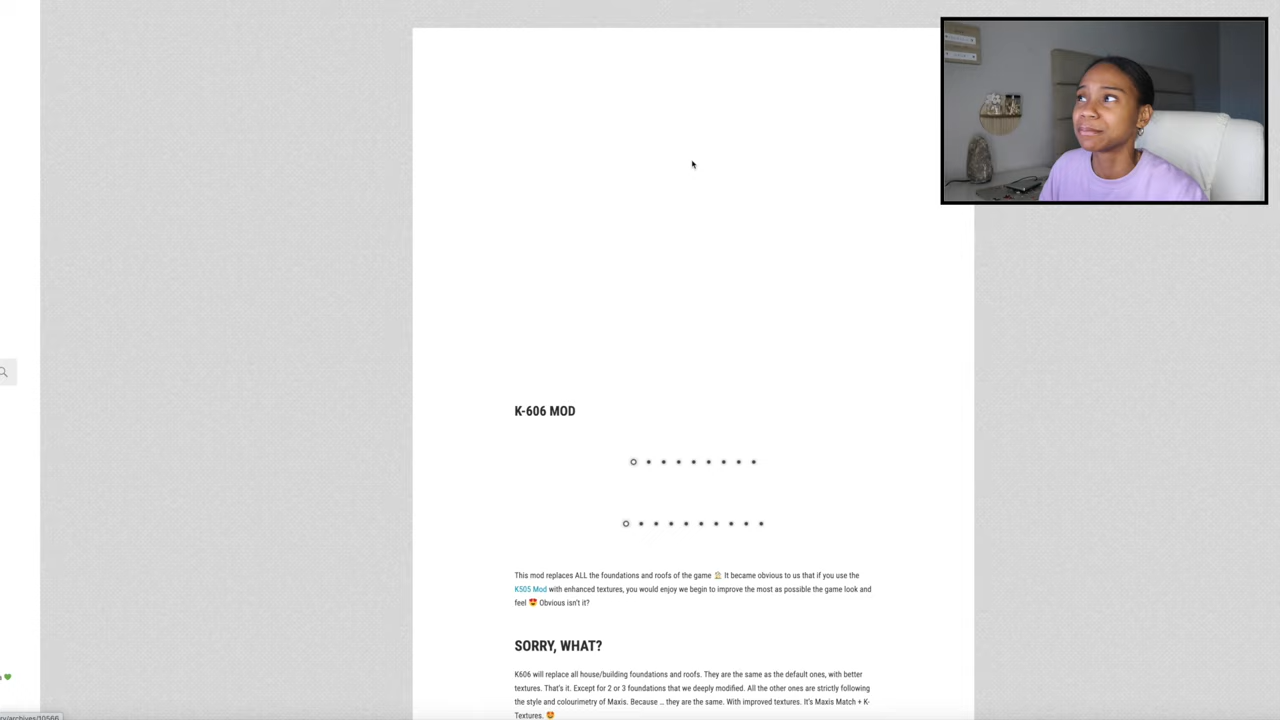 K-606 MOD
This mod replaces ALL the foundations and roofs of the game 🏠 It became obvious to us that if you use the
K505 Mod with enhanced textures, you would enjoy we begin to improve the most as possible the game look and
feel 😍 Obvious isn't it?
SORRY, WHAT?
K606 will replace all house/building foundations and roofs. They are the same as the default ones, with better
textures. That's it. Except for 2 or 3 foundations that we deeply modified. All the other ones are strictly following
the style and colourimetry of Maxis. Because ... they are the same. With improved textures. It's Maxis Match + K-
Textures. 🤩
ry/archives/10566